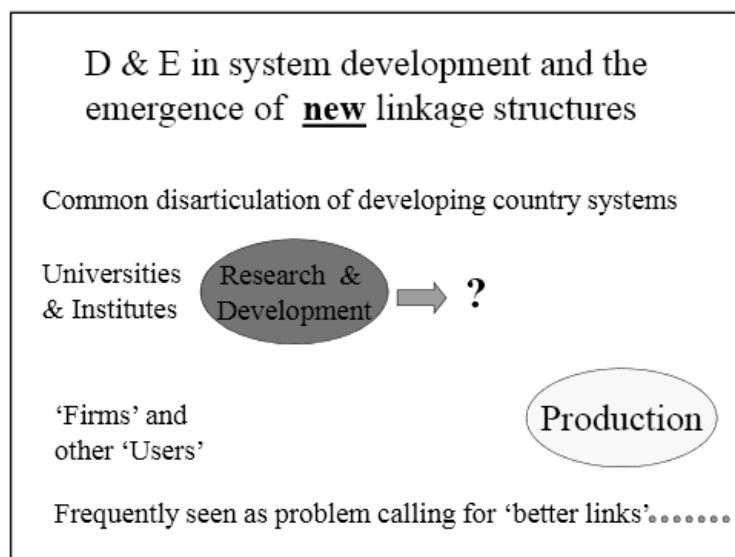 D & E in system development and the
emergence of new linkage structures
Common disarticulation of developing country systems
Universities
& Institutes
Research &
Development
?
‘Firms’ and
other ‘Users’
Production
Frequently seen as problem calling for ‘better links’.......